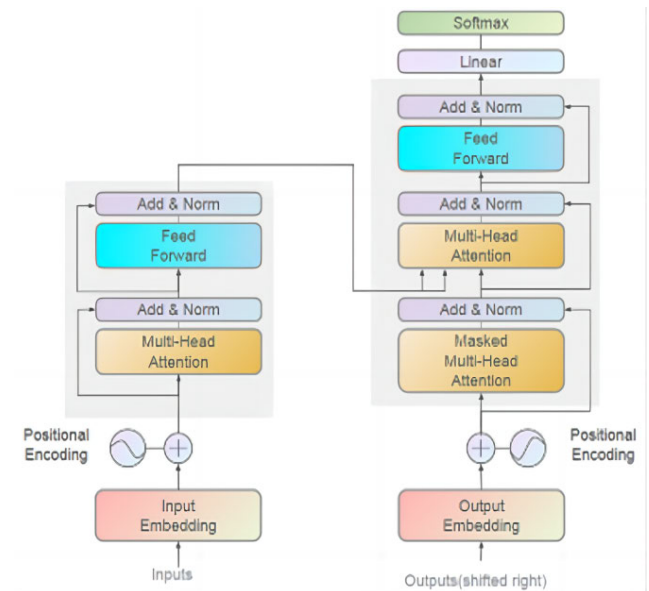 Softmax
Linear
Add & Norm
Feed
Forward
Add & Norm
Multi-Head
Attention
Add & Norm
Masked
Multi-Head
Attention
Positional
Encoding
Output
Embedding
Outputs(shifted right)
Add & Norm
Feed
Forward
Add & Norm
Multi-Head
Attention
Positional
Encoding
Input
Embedding
Inputs